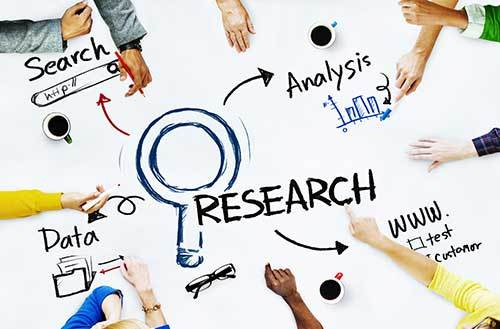 Search
http://
Analysis
RESEARCH
Data
WWW.
test
customer